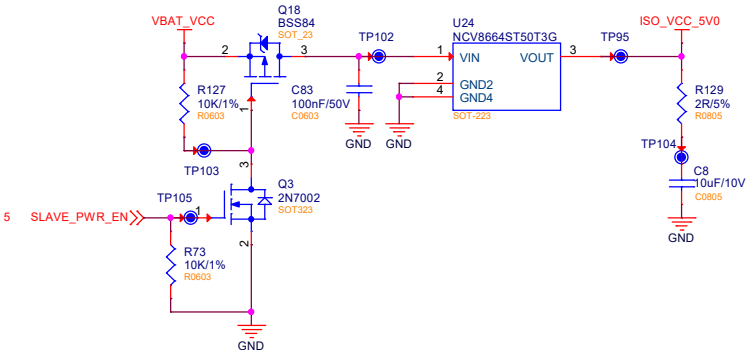 VBAT_VCC
Q18
BSS84
SOT_23
2
3
1
R127
10K/1%
R0603
C83
100nF/50V
C0603
GND
TP102
U24
NCV8664ST50T3G
1
VIN
VOUT
3
2
GND2
4
GND4
SOT-223
GND
TP95
ISO_VCC_5V0
R129
2R/5%
R0805
TP104
C8
10uF/10V
C0805
GND
TP103
3
Q3
2N7002
SOT323
TP105
1
2
5 SLAVE_PWR_EN
R73
10K/1%
R0603
GND